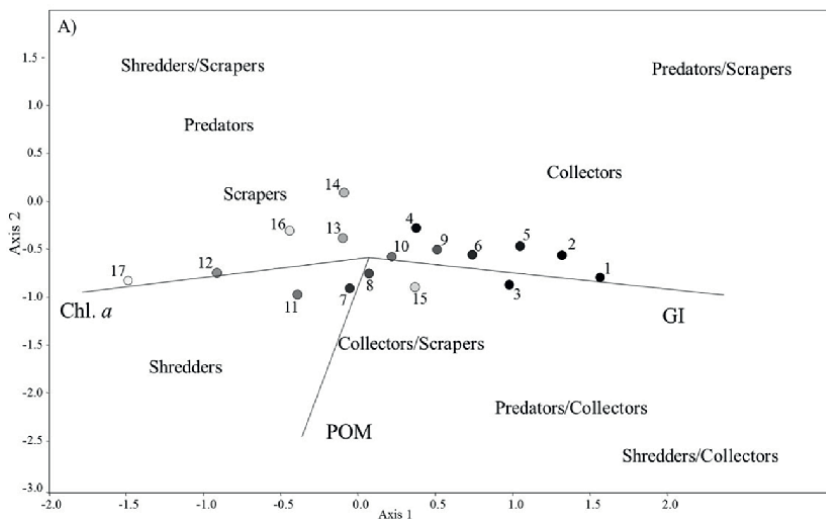 A)
1.5
1.0
0.5
0.0
-0.5
-1.0
-1.5
-2.0
-2.5
-3.0
Axis 2
Shredders/Scrapers
Predators/Scrapers
Predators
Collectors
Scrapers
14
16
13
4
10
9
6
5
2
1
17
12
11
7
8
15
3
Chl. a
GI
Collectors/Scrapers
Shredders
Predators/Collectors
POM
Shredders/Collectors
-2.0
-1.5
-1.0
-0.5
0.0
0.5
1.0
1.5
2.0
Axis 1